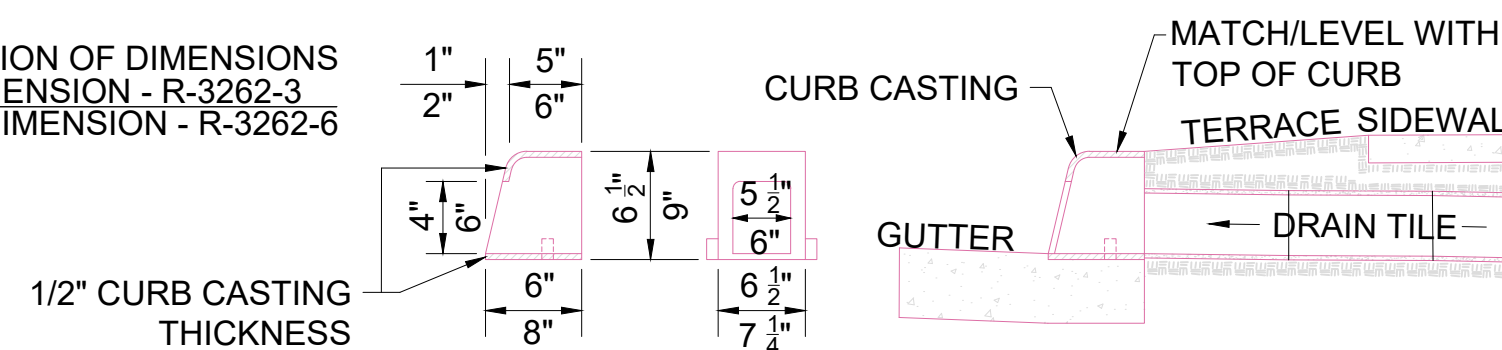 ION OF DIMENSIONS
ENSION - R-3262-3
IMENSION - R-3262-6
1"
2"
5"
6"
4"
6"
6 1/2"
9"
5 1/2"
6"
6"
8"
6 1/2"
7 1/4"
1/2" CURB CASTING
THICKNESS
CURB CASTING
MATCH/LEVEL WITH
TOP OF CURB
TERRACE SIDEWAL
GUTTER
DRAIN TILE